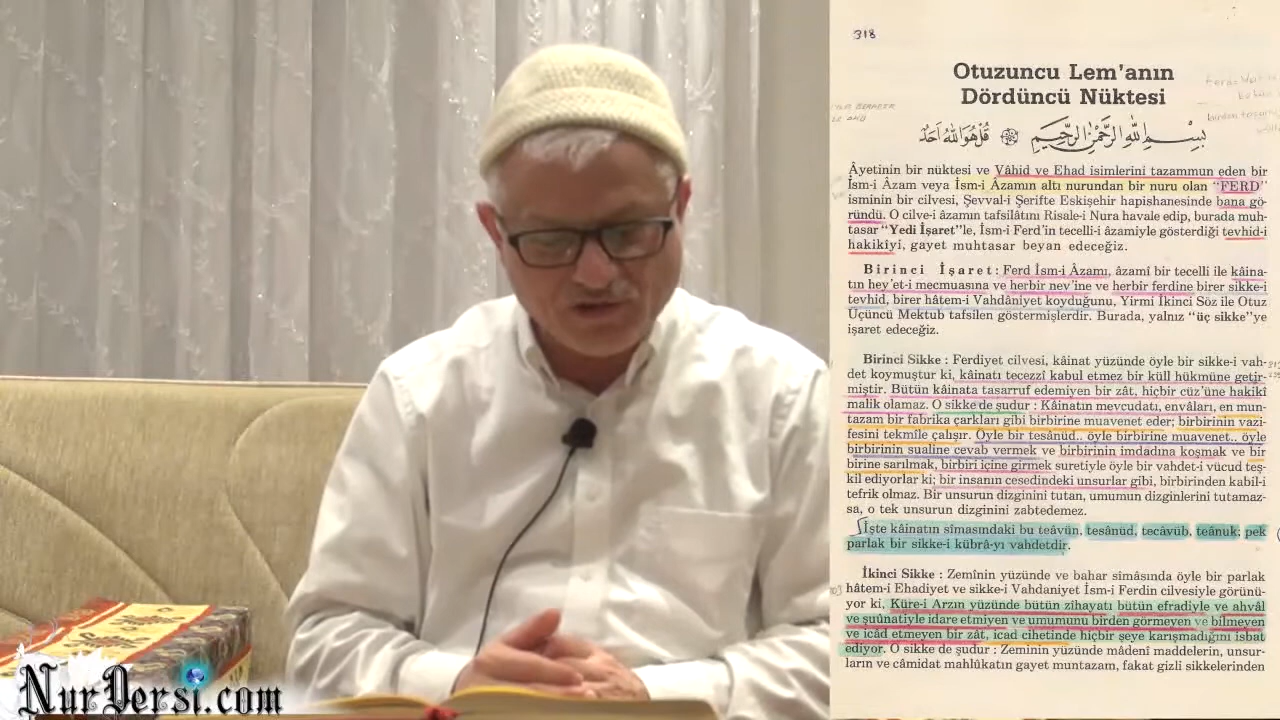 318
Otuzuncu Lem'anın
Dördüncü Nüktesi
بِسْمِ اللهِ الرَّحْمٰنِ الرَّحِيمِ ۞ قُلْ هُوَ اللهُ اَحَدٌ
Âyetinin bir nüktesi ve Vâhid ve Ehad isimlerini tazammun eden bir
İsm-i Âzam veya İsm-i Âzamın altı nurundan bir nuru olan "FERD"
isminin bir cilvesi, Şevval-i Şerifte Eskişehir hapishanesinde bana gö-
ründü. O cilve-i âzamın tafsilâtını Risale-i Nura havale edip, burada muh-
tasar "Yedi İşaret"le, İsm-i Ferd'in tecelli-i âzamiyle gösterdiği tevhid-i
hakikîyi, gayet muhtasar beyan edeceğiz.
Birinci İşaret: Ferd İsm-i Âzamı, âzamî bir tecelli ile kâina-
tın hey'et-i mecmuasına ve herbir nev'ine ve herbir ferdine birer sikke-i
tevhid, birer hâtem-i Vahdâniyet koyduğunu, Yirmi İkinci Söz ile Otuz
Üçüncü Mektub tafsilen göstermişlerdir. Burada, yalnız "üç sikke"ye
işaret edeceğiz.
Birinci Sikke : Ferdiyet cilvesi, kâinat yüzünde öyle bir sikke-i vah-
det koymuştur ki, kâinatı tecezzî kabul etmez bir küll hükmüne getir-
miştir. Bütün kâinata tasarruf edemiyen bir zât, hiçbir cüz'üne hakikî
malik olamaz. O sikke de şudur : Kâinatın mevcudatı, envâları, en mun-
tazam bir fabrika çarkları gibi birbirine muavenet eder; birbirinin vazi-
fesini tekmîle çalışır. Öyle bir tesânüd.. öyle birbirine muavenet.. öyle
birbirinin sualine cevab vermek ve birbirinin imdadına koşmak ve bir
birine sarılmak, birbiri içine girmek suretiyle öyle bir vahdet-i vücud teş-
kil ediyorlar ki; bir insanın cesedindeki unsurlar gibi, birbirinden kabil-i
tefrik olmaz. Bir unsurun dizginini tutan, umumun dizginlerini tutamaz-
sa, o tek unsurun dizginini zabtedemez.
İşte kâinatın sîmasındaki bu teâvün, tesânüd, tecâvüb, teânuk; pek
parlak bir sikke-i kübrâ-yı vahdetdir.
İkinci Sikke : Zemînin yüzünde ve bahar sîmâsında öyle bir parlak
hâtem-i Ehadiyet ve sikke-i Vahdaniyet İsm-i Ferdin cilvesiyle görünü-
yor ki, Küre-i Arzın yüzünde bütün zîhayatı bütün efradiyle ve ahvâl
ve şuûnatiyle idare etmiyen ve umumunu birden görmeyen ve bilmeyen
ve icâd etmeyen bir zât, icad cihetinde hiçbir şeye karışmadığını isbat
ediyor. O sikke de şudur : Zeminin yüzünde mâdenî maddelerin, unsur-
ların ve câmidat mahlûkatın gayet muntazam, fakat gizli sikkelerinden
NurDersi.com